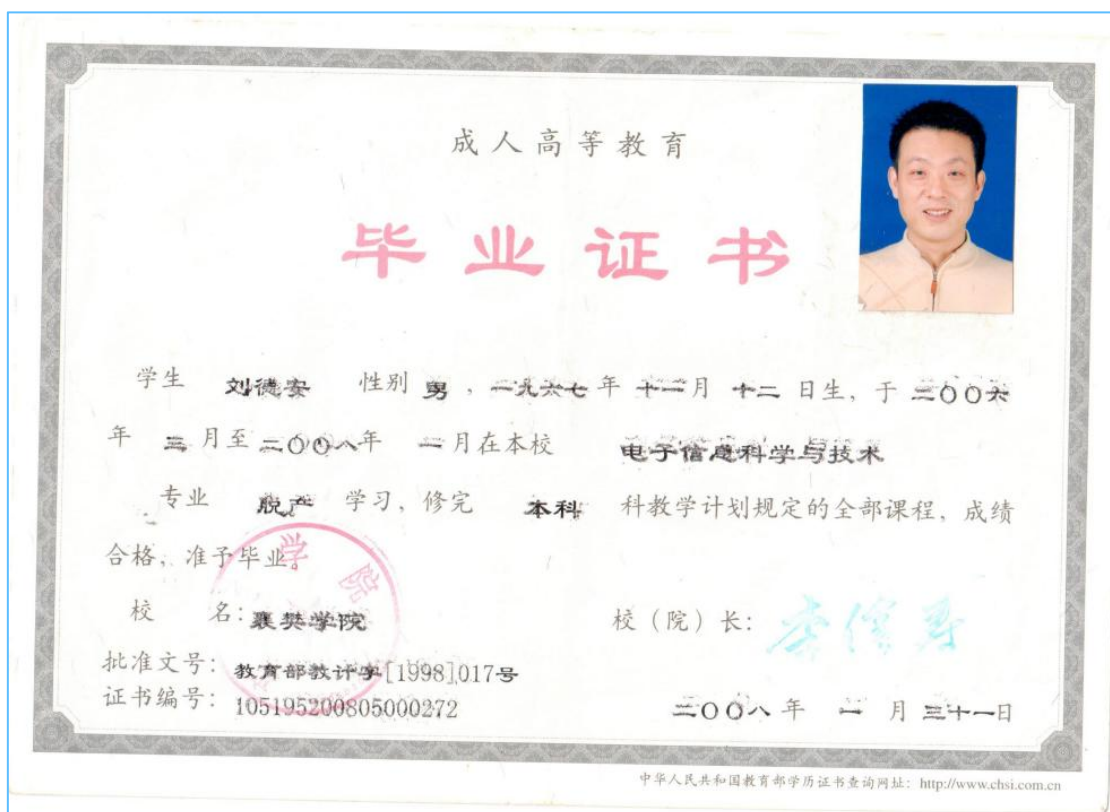 成人高等教育
毕业证书
学生 刘德安 性别 男，一九六七年 十二月 十二 日生，于 二〇〇六
年 三 月至 二〇〇八年 一月在本校 电子信息科学与技术
专业 脱产 学习，修完 本科 科教学计划规定的全部课程，成绩
合格，准予毕业。
学院
校 名：襄樊学院 校（院）长：
批准文号：教育部教计字[1998]017号
证书编号：105195200805000272
二〇〇八 年 一 月 三十一日
中华人民共和国教育部学历证书查询网址：http://www.chsi.com.cn